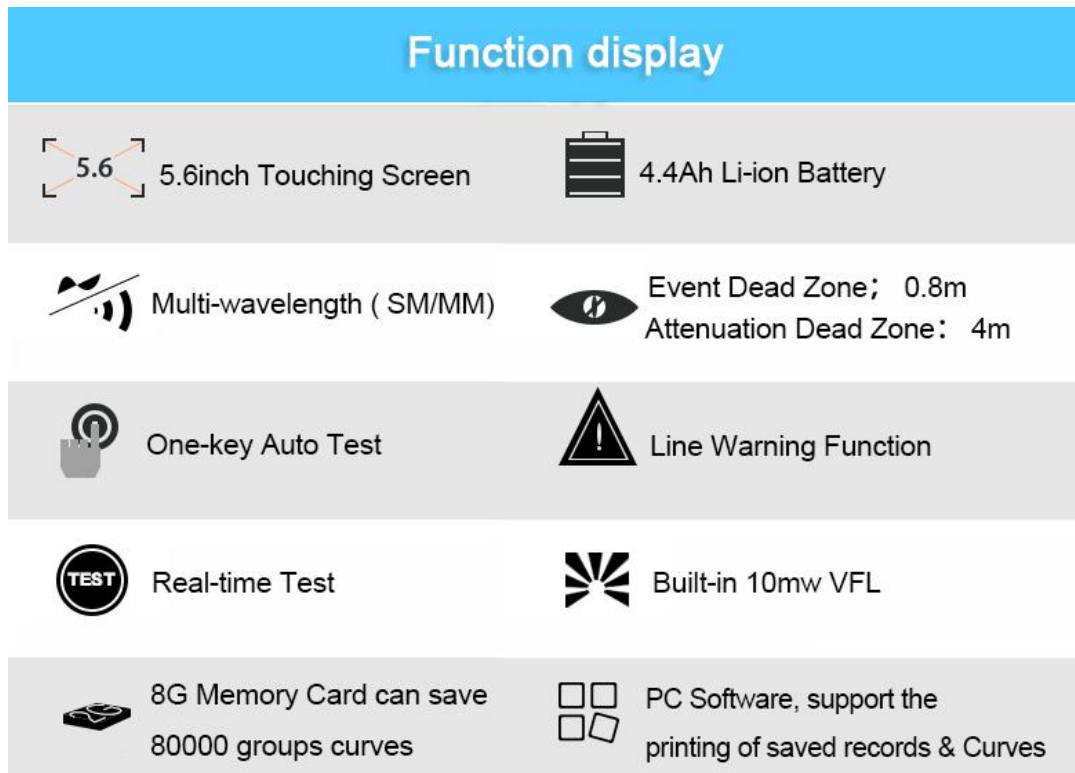 Function display
5.6
5.6inch Touching Screen
4.4Ah Li-ion Battery
Multi-wavelength ( SM/MM)
Event Dead Zone； 0.8m
Attenuation Dead Zone： 4m
One-key Auto Test
!
Line Warning Function
TEST
Real-time Test
Built-in 10mw VFL
8G Memory Card can save
80000 groups curves
PC Software, support the
printing of saved records & Curves